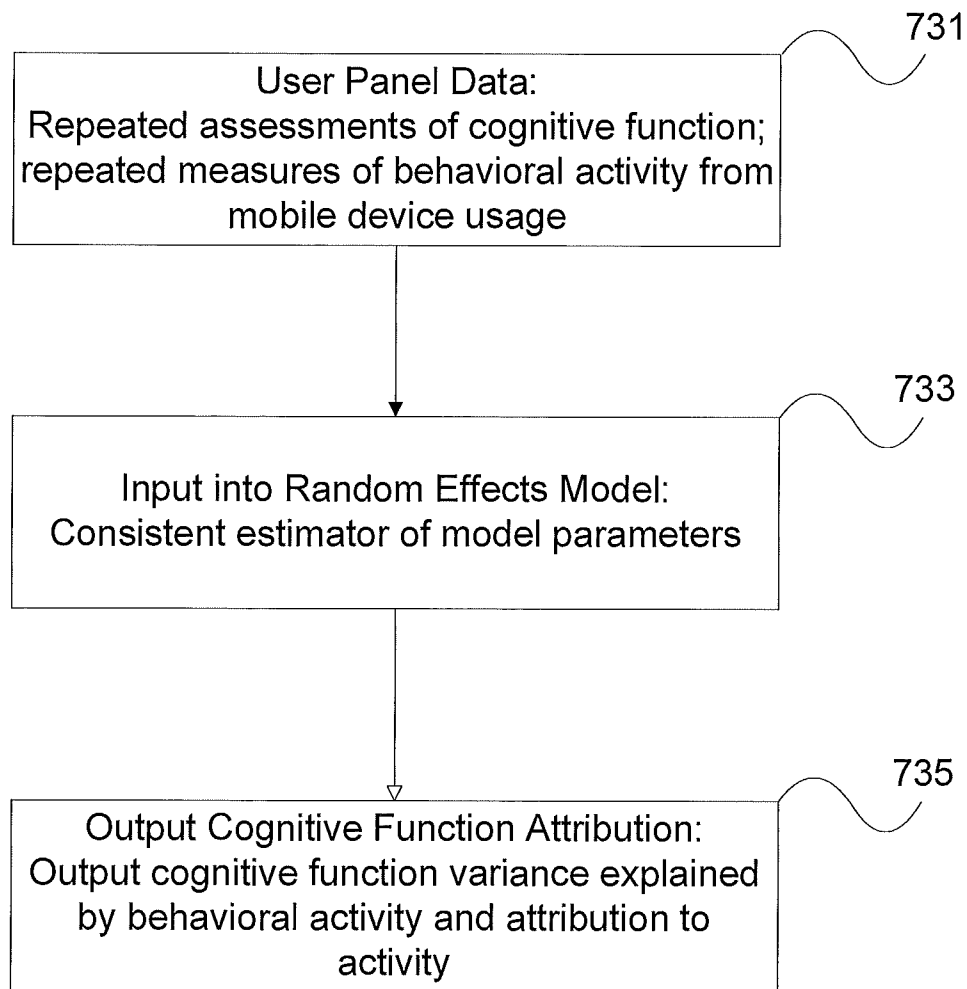 731
User Panel Data:
Repeated assessments of cognitive function;
repeated measures of behavioral activity from
mobile device usage
733
Input into Random Effects Model:
Consistent estimator of model parameters
735
Output Cognitive Function Attribution:
Output cognitive function variance explained
by behavioral activity and attribution to
activity